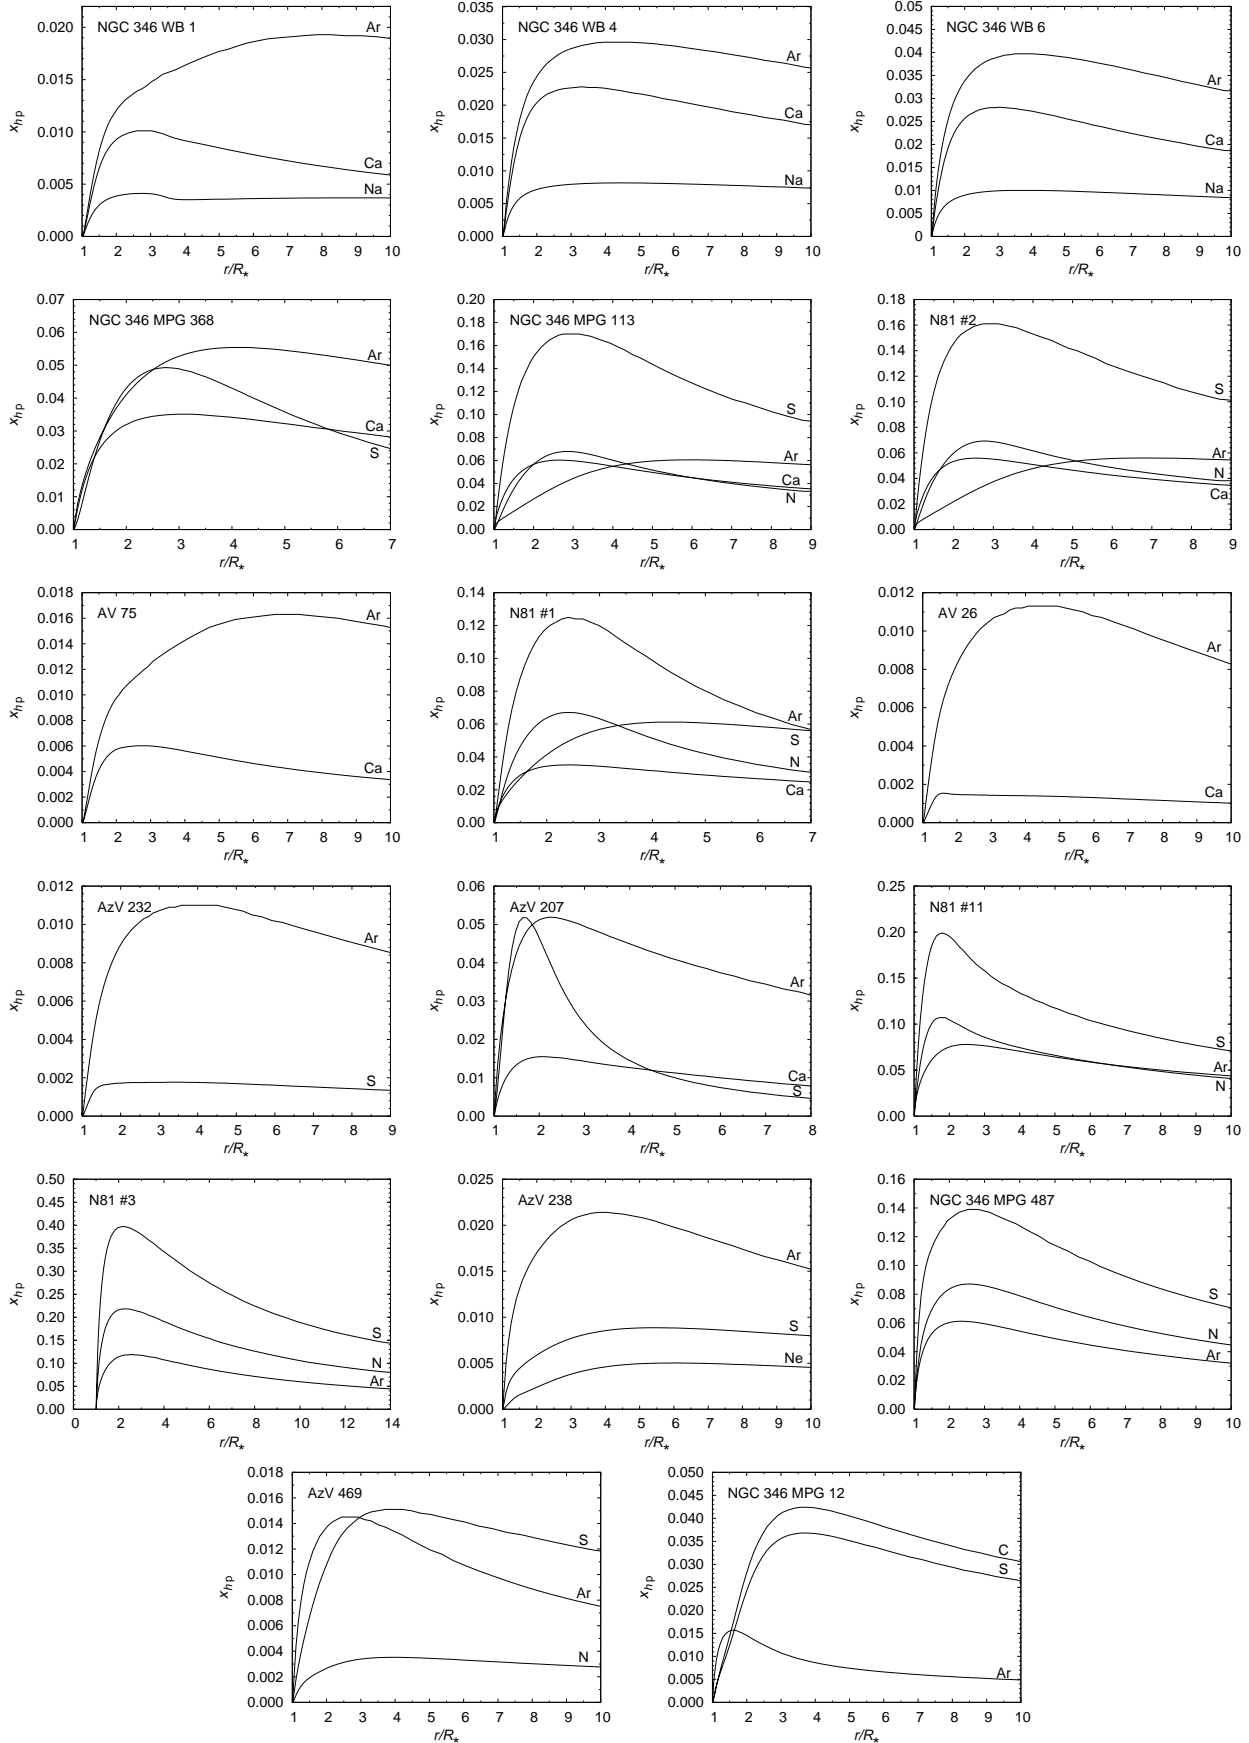 NGC 346 WB 1
x_hp
0.020
0.015
0.010
0.005
0.000
Ar
Ca
Na
1 2 3 4 5 6 7 8 9 10
r/R*
NGC 346 WB 4
x_hp
0.035
0.030
0.025
0.020
0.015
0.010
0.005
0.000
Ar
Ca
Na
1 2 3 4 5 6 7 8 9 10
r/R*
NGC 346 WB 6
x_hp
0.05
0.045
0.04
0.035
0.03
0.025
0.02
0.015
0.01
0.005
0
Ar
Ca
Na
1 2 3 4 5 6 7 8 9 10
r/R*
NGC 346 MPG 368
x_hp
0.07
0.06
0.05
0.04
0.03
0.02
0.01
0.00
Ar
Ca
S
1 2 3 4 5 6 7
r/R*
NGC 346 MPG 113
x_hp
0.20
0.18
0.16
0.14
0.12
0.10
0.08
0.06
0.04
0.02
0.00
S
Ar
Ca
N
1 2 3 4 5 6 7 8 9
r/R*
N81 #2
x_hp
0.18
0.16
0.14
0.12
0.10
0.08
0.06
0.04
0.02
0.00
S
Ar
N
Ca
1 2 3 4 5 6 7 8 9
r/R*
AV 75
x_hp
0.018
0.016
0.014
0.012
0.010
0.008
0.006
0.004
0.002
0.000
Ar
Ca
1 2 3 4 5 6 7 8 9 10
r/R*
N81 #1
x_hp
0.14
0.12
0.10
0.08
0.06
0.04
0.02
0.00
Ar
S
N
Ca
1 2 3 4 5 6 7
r/R*
AV 26
x_hp
0.012
0.010
0.008
0.006
0.004
0.002
0.000
Ar
Ca
1 2 3 4 5 6 7 8 9 10
r/R*
AzV 232
x_hp
0.012
0.010
0.008
0.006
0.004
0.002
0.000
Ar
S
1 2 3 4 5 6 7 8 9
r/R*
AzV 207
x_hp
0.06
0.05
0.04
0.03
0.02
0.01
0.00
Ar
Ca
S
1 2 3 4 5 6 7 8
r/R*
N81 #11
x_hp
0.25
0.20
0.15
0.10
0.05
0.00
S
Ar
N
1 2 3 4 5 6 7 8 9 10
r/R*
N81 #3
x_hp
0.50
0.45
0.40
0.35
0.30
0.25
0.20
0.15
0.10
0.05
0.00
S
N
Ar
0 2 4 6 8 10 12 14
r/R*
AzV 238
x_hp
0.025
0.020
0.015
0.010
0.005
0.000
Ar
S
Ne
1 2 3 4 5 6 7 8 9 10
r/R*
NGC 346 MPG 487
x_hp
0.16
0.14
0.12
0.10
0.08
0.06
0.04
0.02
0.00
S
N
Ar
1 2 3 4 5 6 7 8 9 10
r/R*
AzV 469
x_hp
0.018
0.016
0.014
0.012
0.010
0.008
0.006
0.004
0.002
0.000
S
Ar
N
1 2 3 4 5 6 7 8 9 10
r/R*
NGC 346 MPG 12
x_hp
0.050
0.045
0.040
0.035
0.030
0.025
0.020
0.015
0.010
0.005
0.000
C
S
Ar
1 2 3 4 5 6 7 8 9 10
r/R*